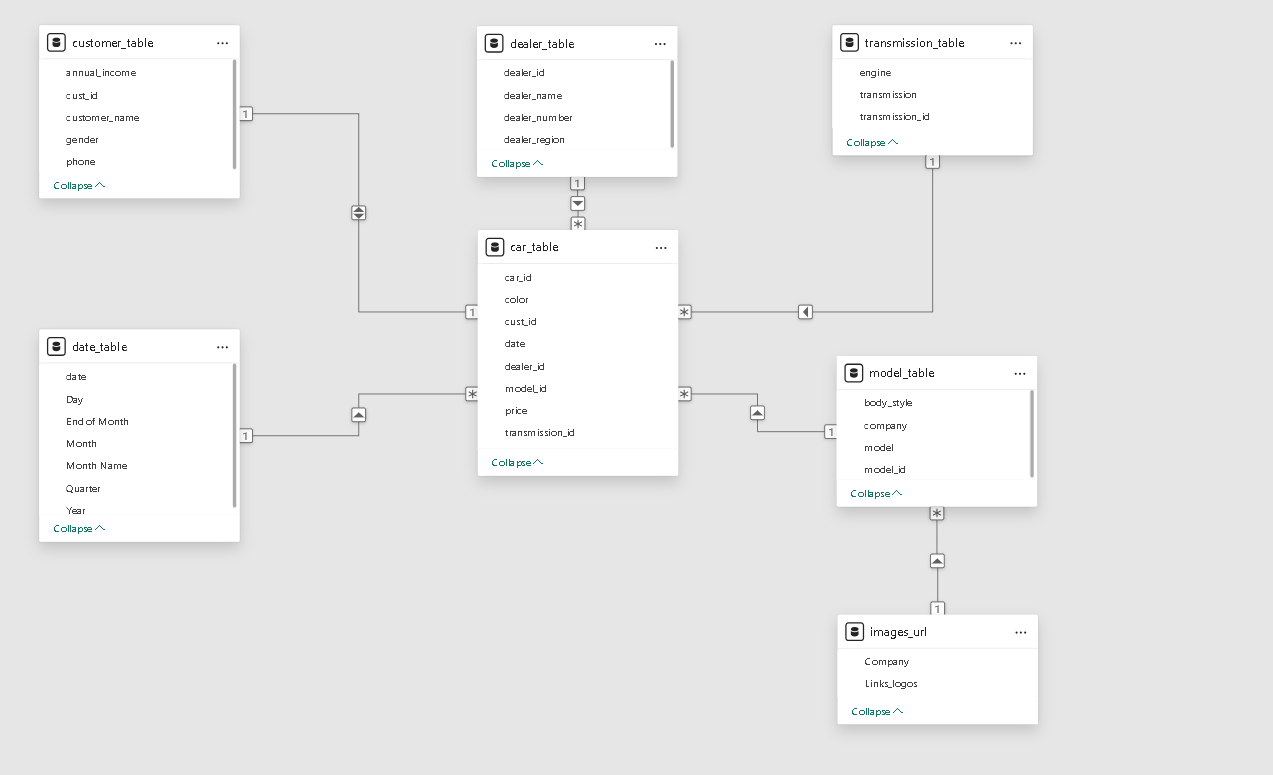 customer_table
annual_income
cust_id
customer_name
gender
phone
Collapse
dealer_table
dealer_id
dealer_name
dealer_number
dealer_region
Collapse
transmission_table
engine
transmission
transmission_id
Collapse
1
1
1
*
car_table
car_id
color
cust_id
date
dealer_id
model_id
price
transmission_id
Collapse
1
*
*
*
date_table
date
Day
End of Month
Month
Month Name
Quarter
Year
Collapse
1
1
model_table
body_style
company
model
model_id
Collapse
*
1
images_url
Company
Links_logos
Collapse